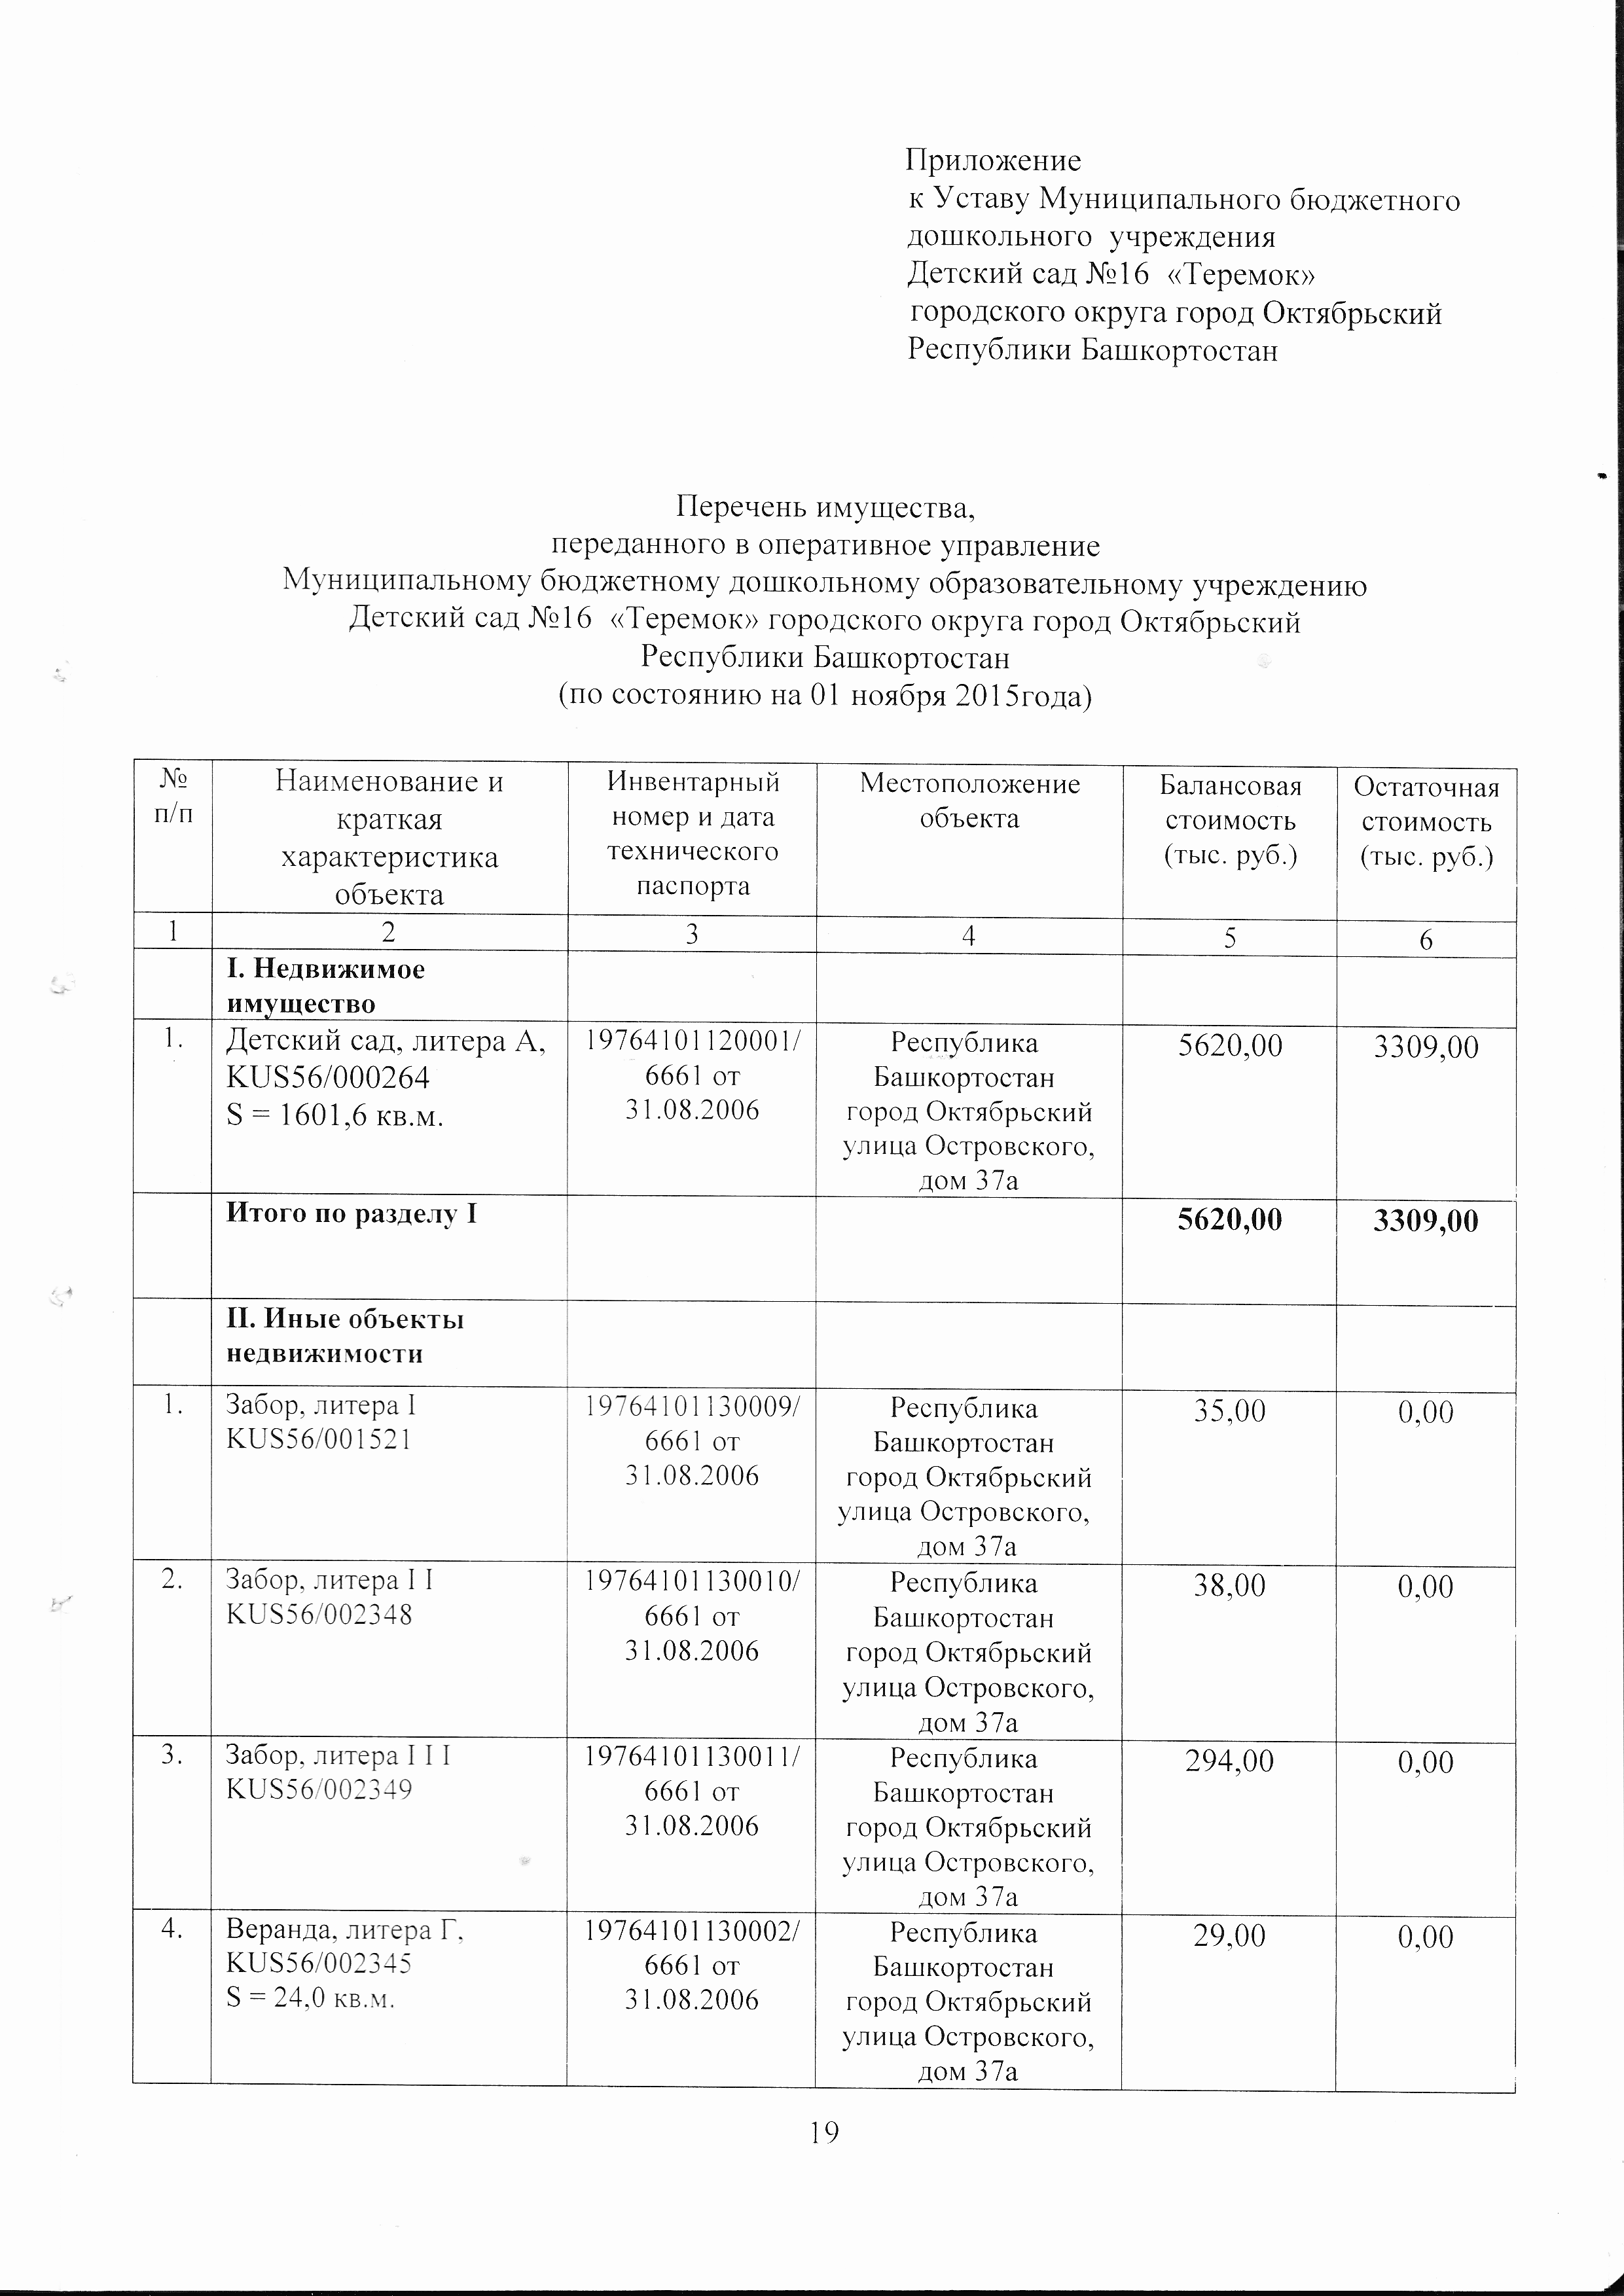 Приложение
к Уставу Муниципального бюджетного
дошкольного учреждения
Детский сад №16 «Теремок»
городского округа город Октябрьский
Республики Башкортостан
Перечень имущества,
переданного в оперативное управление
Муниципальному бюджетному дошкольному образовательному учреждению
Детский сад №16 «Теремок» городского округа город Октябрьский
Республики Башкортостан
(по состоянию на 01 ноября 2015года)
№
п/п
Наименование и
краткая
характеристика
объекта
Инвентарный
номер и дата
технического
паспорта
Местоположение
объекта
Балансовая
стоимость
(тыс. руб.)
Остаточная
стоимость
(тыс. руб.)
1
2
3
4
5
6
I. Недвижимое
имущество
1.
Детский сад, литера А,
KUS56/000264
S = 1601,6 кв.м.
19764101120001/
6661 от
31.08.2006
Республика
Башкортостан
город Октябрьский
улица Островского,
дом 37а
5620,00
3309,00
Итого по разделу I
5620,00
3309,00
II. Иные объекты
недвижимости
1.
Забор, литера I
KUS56/001521
19764101130009/
6661 от
31.08.2006
Республика
Башкортостан
город Октябрьский
улица Островского,
дом 37а
35,00
0,00
2.
Забор, литера I I
KUS56/002348
19764101130010/
6661 от
31.08.2006
Республика
Башкортостан
город Октябрьский
улица Островского,
дом 37а
38,00
0,00
3.
Забор, литера I I I
KUS56/002349
19764101130011/
6661 от
31.08.2006
Республика
Башкортостан
город Октябрьский
улица Островского,
дом 37а
294,00
0,00
4.
Веранда, литера Г,
KUS56/002345
S = 24,0 кв.м.
19764101130002/
6661 от
31.08.2006
Республика
Башкортостан
город Октябрьский
улица Островского,
дом 37а
29,00
0,00
19